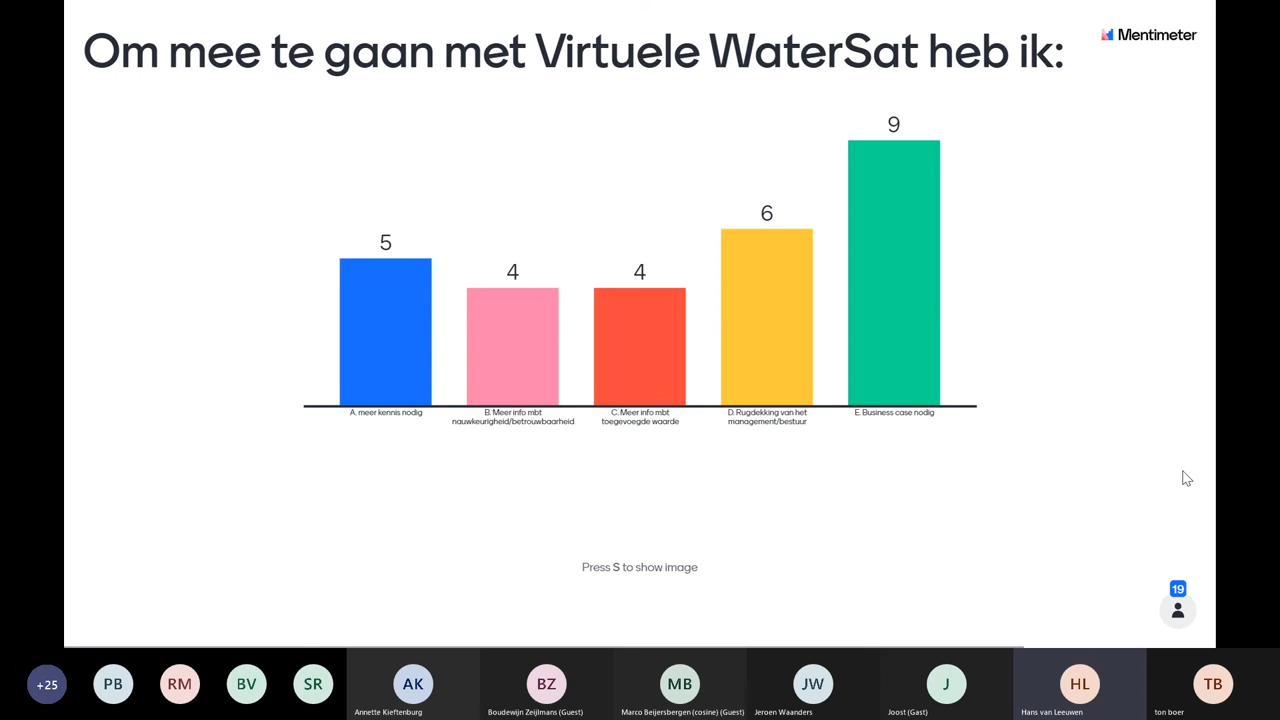 Om mee te gaan met Virtuele WaterSat heb ik:
Mentimeter
5
4
4
6
9
A. meer kennis nodig
B. Meer info mbt
nauwkeurigheid/betrouwbaarheid
C. Meer info mbt
toegevoegde waarde
D. Rugdekking van het
management/bestuur
E. Business case nodig
Press S to show image
19
+25
PB
RM
BV
SR
AK
Annette Kieftenburg
BZ
Boudewijn Zeijlmans (Guest)
MB
Marco Beijersbergen (cosine) (Guest)
JW
Jeroen Waanders
J
Joost (Gast)
HL
Hans van Leeuwen
TB
ton boer